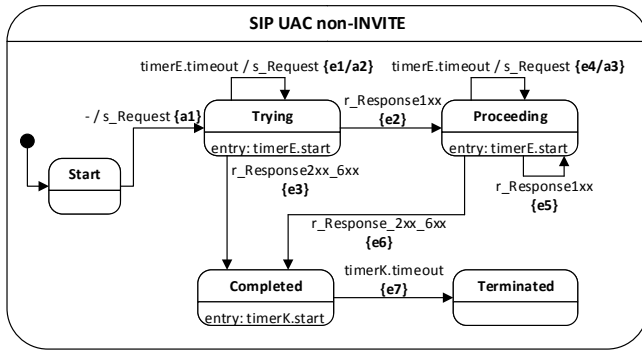 SIP UAC non-INVITE
timerE.timeout / s_Request {e1/a2}
timerE.timeout / s_Request {e4/a3}
- / s_Request {a1}
Trying
entry: timerE.start
r_Response1xx
{e2}
Proceeding
entry: timerE.start
Start
r_Response2xx_6xx
{e3}
r_Response1xx
{e5}
r_Response_2xx_6xx
{e6}
Completed
entry: timerK.start
timerK.timeout
{e7}
Terminated